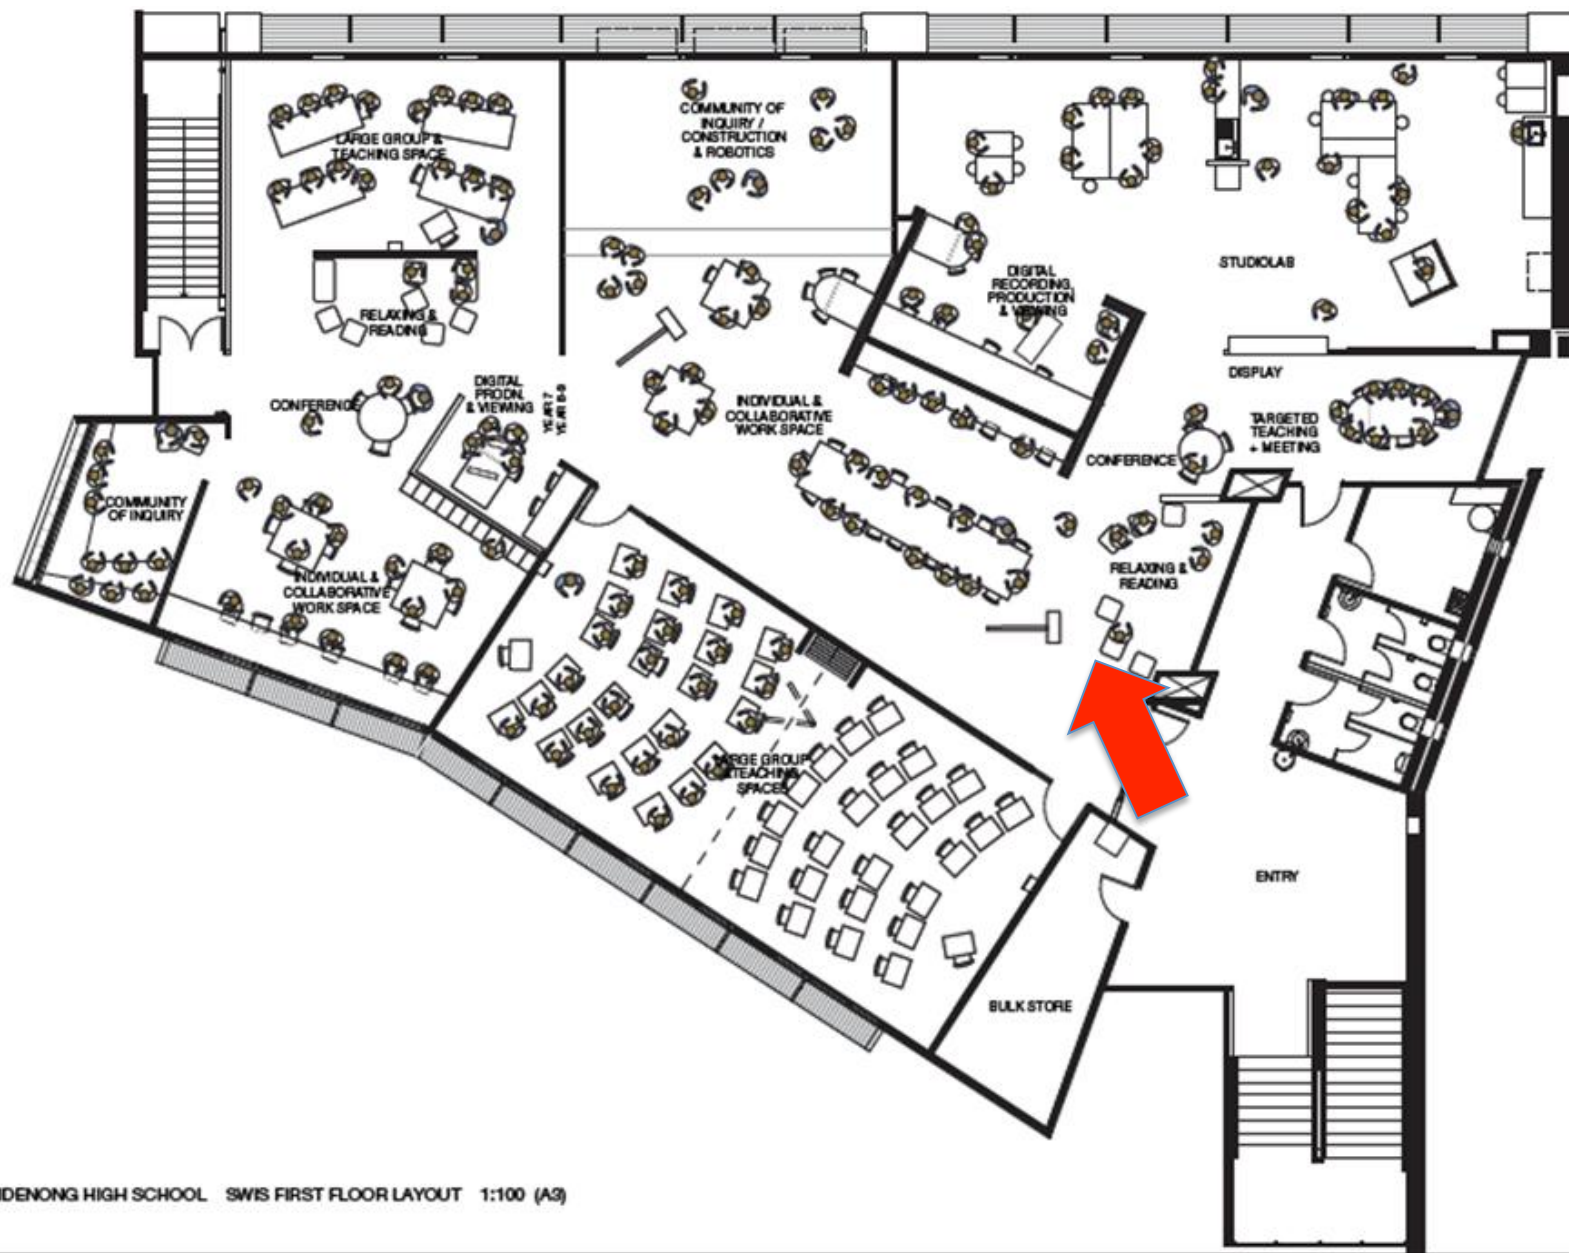 COMMUNITY OF
INQUIRY /
CONSTRUCTION
& ROBOTICS
LARGE GROUP &
TEACHING SPACE
STUDIOLAB
DIGITAL
RECORDING,
PRODUCTION
& VIEWING
RELAXING &
READING
DISPLAY
DIGITAL
PRODN.
& VIEWING
YEAR 7
YEAR 8-9
CONFERENCE
INDIVIDUAL &
COLLABORATIVE
WORK SPACE
TARGETED
TEACHING
+ MEETING
CONFERENCE
COMMUNITY
OF INQUIRY
RELAXING &
READING
INDIVIDUAL &
COLLABORATIVE
WORK SPACE
LARGE GROUP
& TEACHING
SPACES
ENTRY
BULK STORE
IDENONG HIGH SCHOOL SWIS FIRST FLOOR LAYOUT 1:100 (A3)